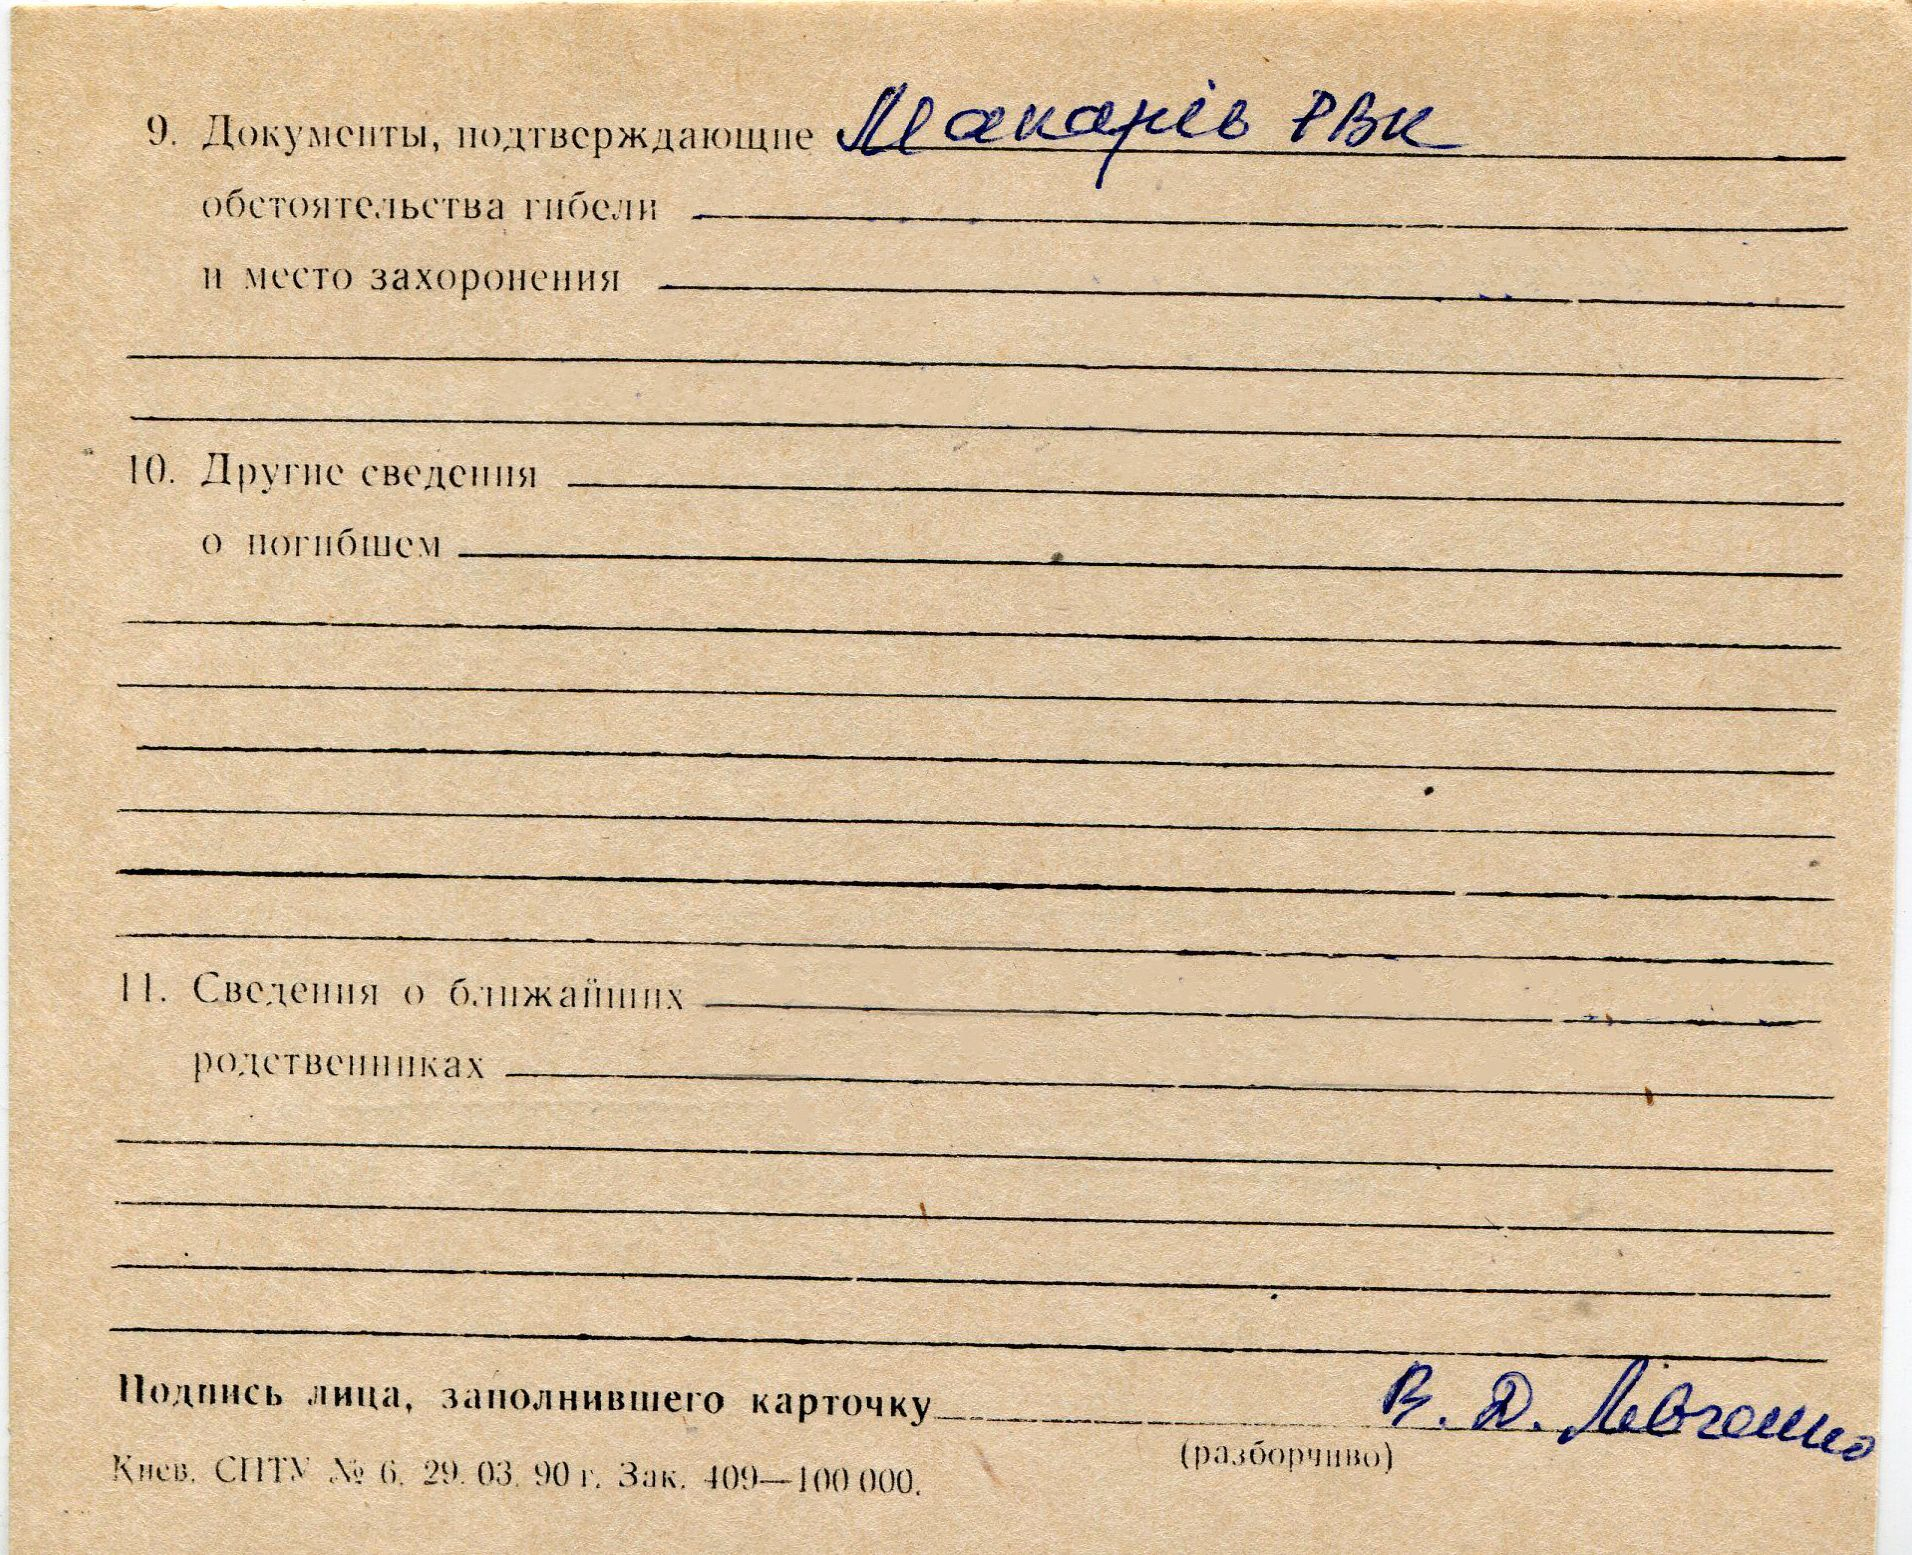 9. Документы, подтверждающие Макарів РВК
обстоятельства гибели
и место захоронения
10. Другие сведения
о погибшем
11. Сведения о ближайших
родственниках
Подпись лица, заполнившего карточку В. Д. Левченко
(разборчиво)
Киев. СПТУ № 6. 29. 03. 90 г. Зак. 409—100 000.